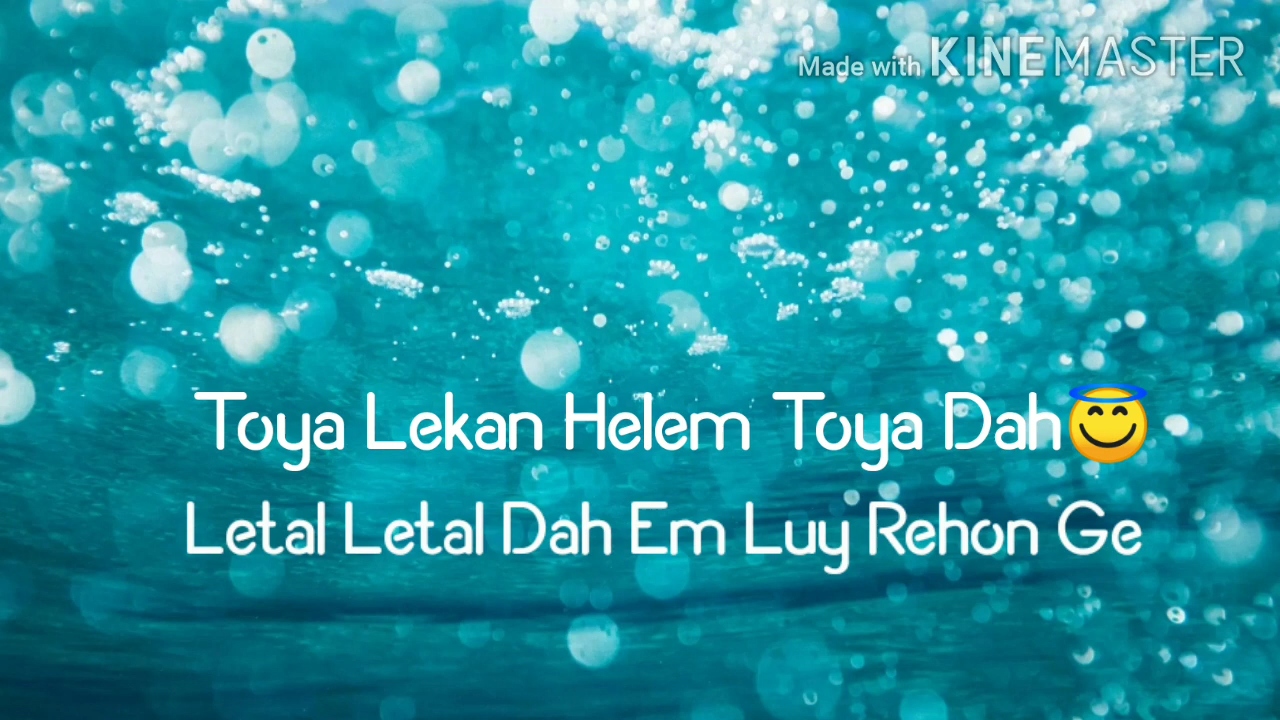 Made with KINEMASTER
Toya Lekan Helem Toya Dah😇
Letal Letal Dah Em Luy Rehon Ge